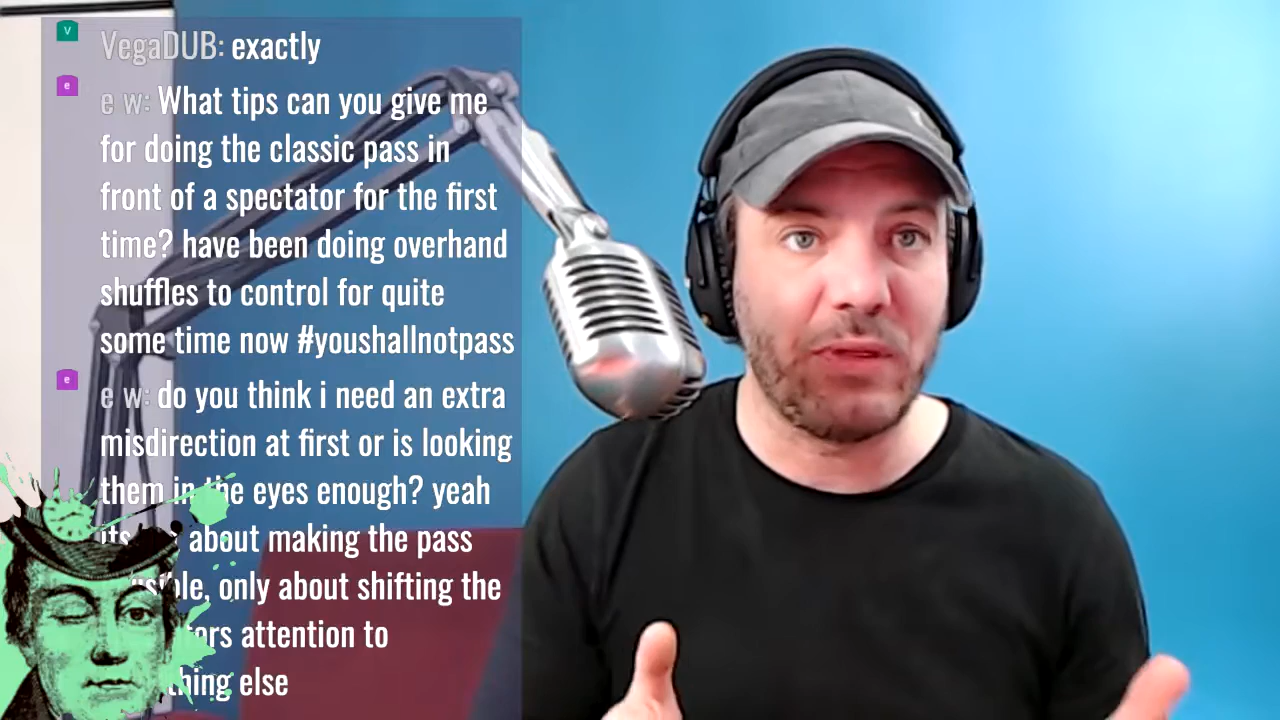 V
VegaDUB: exactly
e
e w: What tips can you give me
for doing the classic pass in
front of a spectator for the first
time? have been doing overhand
shuffles to control for quite
some time now #youshallnotpass
e
e w: do you think i need an extra
misdirection at first or is looking
them in the eyes enough? yeah
about making the pass
only about shifting the
attention to
else